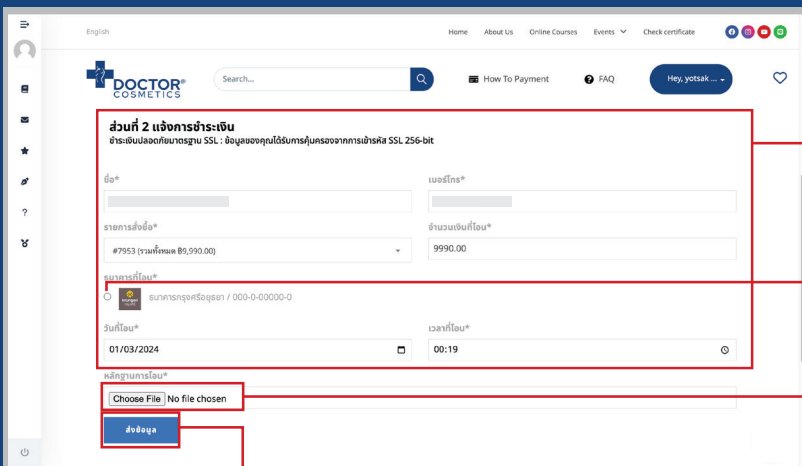 English
Home About Us Online Courses Events Check certificate
DOCTOR®
COSMETICS
Search...
How To Payment
FAQ
Hey, yotsak ...
ส่วนที่ 2 แจ้งการชำระเงิน
ชำระเงินปลอดภัยมาตรฐาน SSL : ข้อมูลของคุณได้รับการคุ้มครองจากการเข้ารหัส SSL 256-bit
ชื่อ* เบอร์โทร*
รายการสั่งซื้อ* จำนวนเงินที่โอน*
#7953 (รวมทั้งหมด ฿9,990.00) 9990.00
ธนาคารที่โอน*
ธนาคารกรุงศรีอยุธยา / 000-0-00000-0
วันที่โอน* เวลาที่โอน*
01/03/2024 00:19
หลักฐานการโอน*
Choose File No file chosen
ส่งข้อมูล